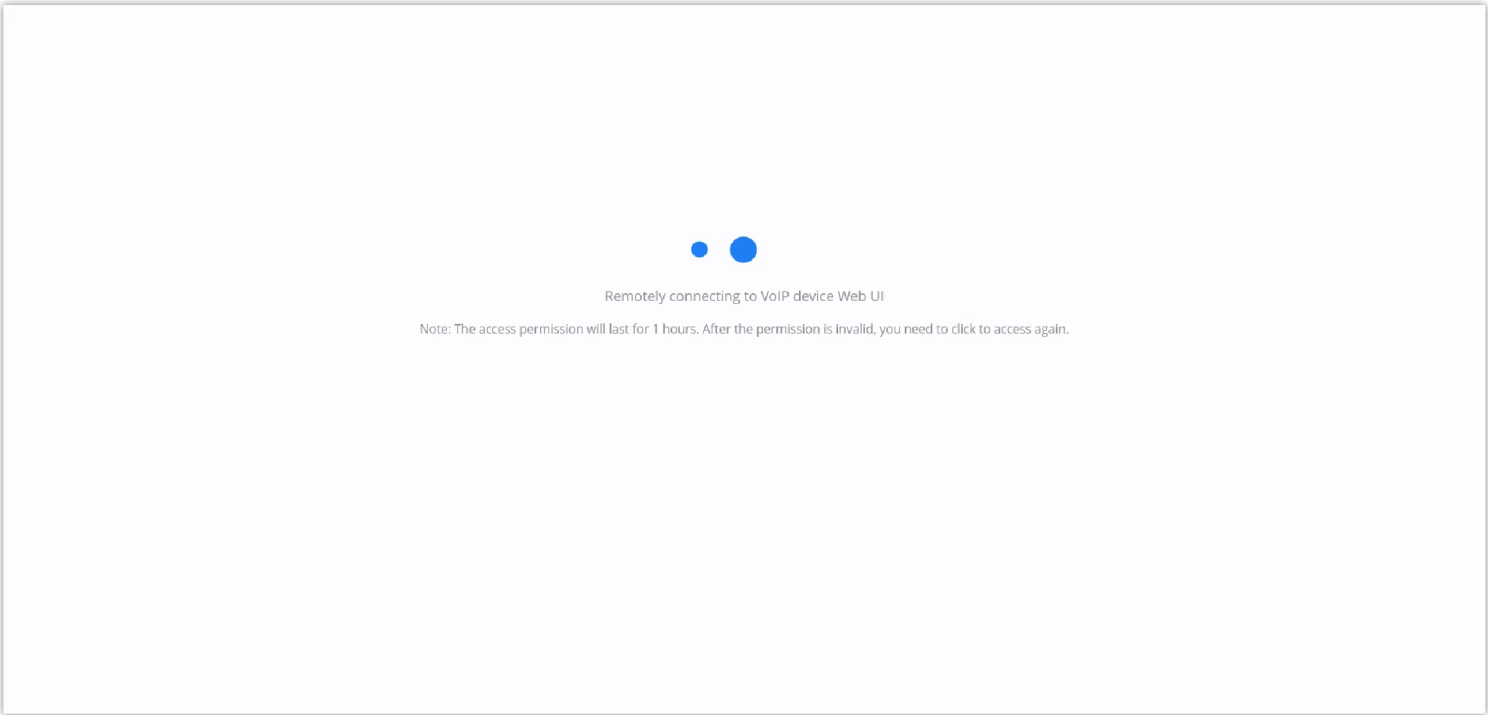 Remotely connecting to VoIP device Web UI
Note: The access permission will last for 1 hours. After the permission is invalid, you need to click to access again.